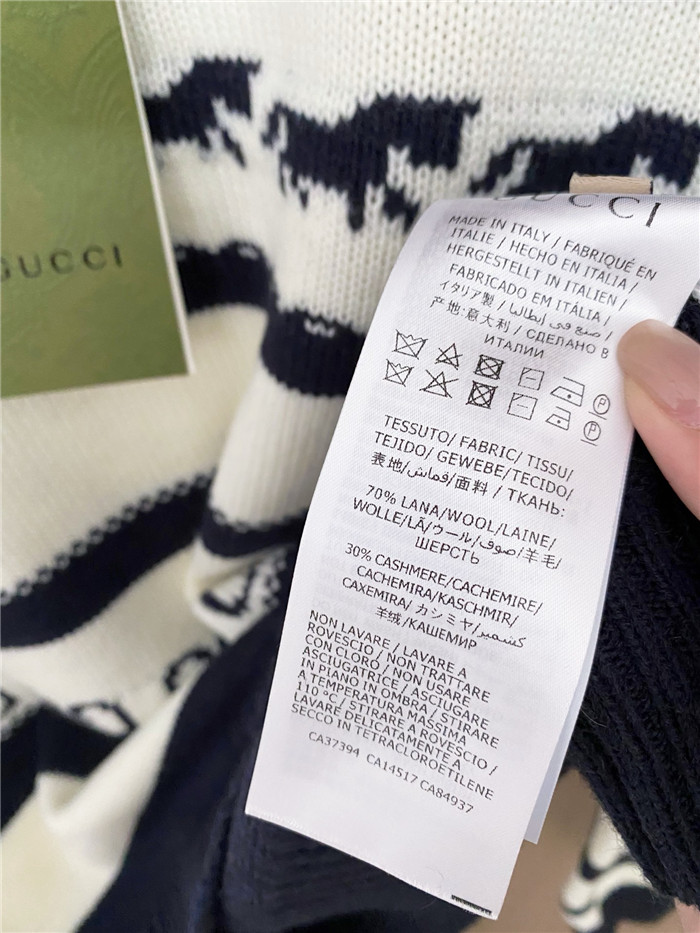 GUCCI
GUCCI
MADE IN ITALY / FABRIQUÉ EN
ITALIE / HECHO EN ITALIA /
HERGESTELLT IN ITALIEN /
FABRICADO EM ITÁLIA /
イタリア製 / صنع في إيطاليا /
产地:意大利 / СДЕЛАНО В
ИТАЛИИ
P
P
TESSUTO/ FABRIC/ TISSU/
TEJIDO/ GEWEBE/TECIDO/
表地/قماش/面料 / ТКАНЬ:
70% LANA/WOOL/LAINE/
WOLLE/LÃ/ウール/صوف/羊毛/
ШЕРСТЬ
30% CASHMERE/CACHEMIRE/
CACHEMIRA/KASCHMIR/
CAXEMIRA/ カシミヤ/كشمير/
羊绒/КАШЕМИР
NON LAVARE / LAVARE A
ROVESCIO / NON TRATTARE
CON CLORO / NON USARE
ASCIUGATRICE / ASCIUGARE
IN PIANO IN OMBRA / STIRARE
A TEMPERATURA MASSIMA
110 °C / STIRARE A ROVESCIO /
LAVARE DELICATAMENTE A
SECCO IN TETRACLOROETILENE
CA37394 CA14517 CA84937